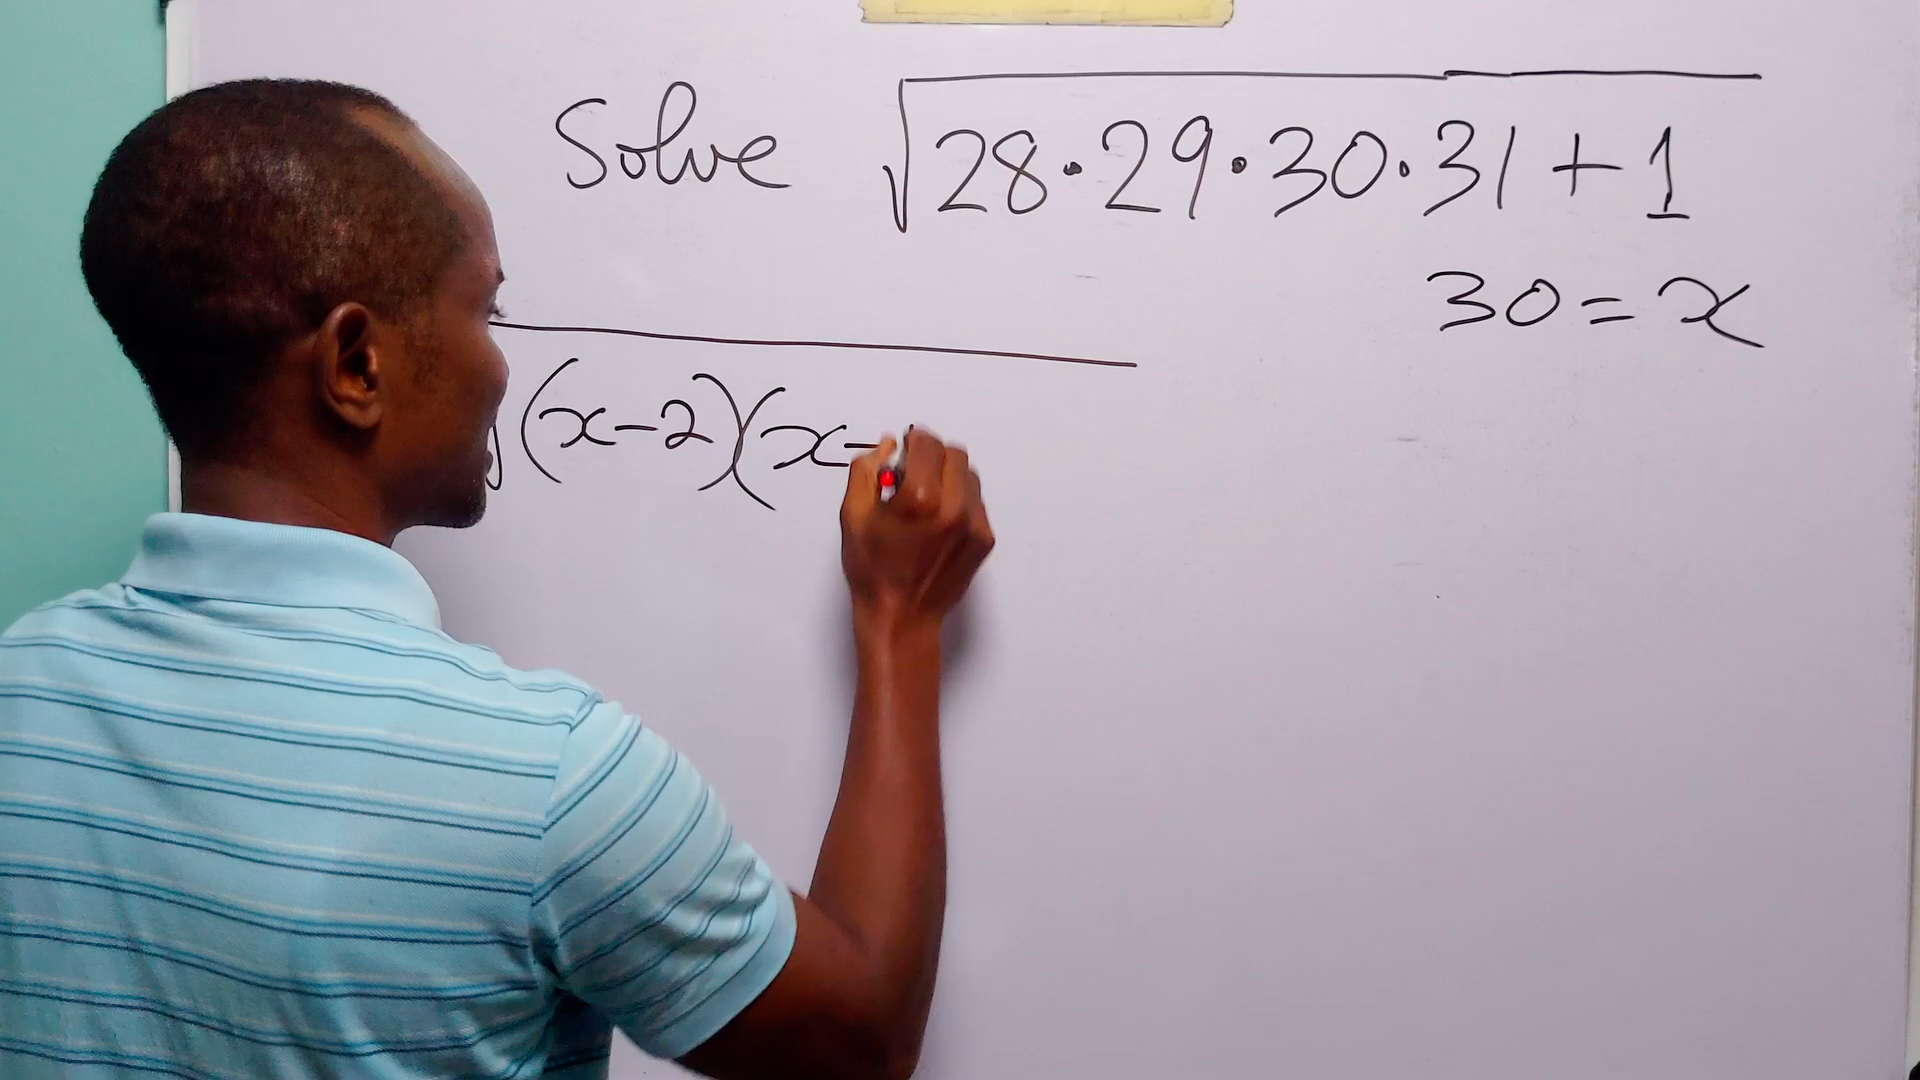 Solve √28·29·30·31 + 1
30 = x
√(x-2)(x-